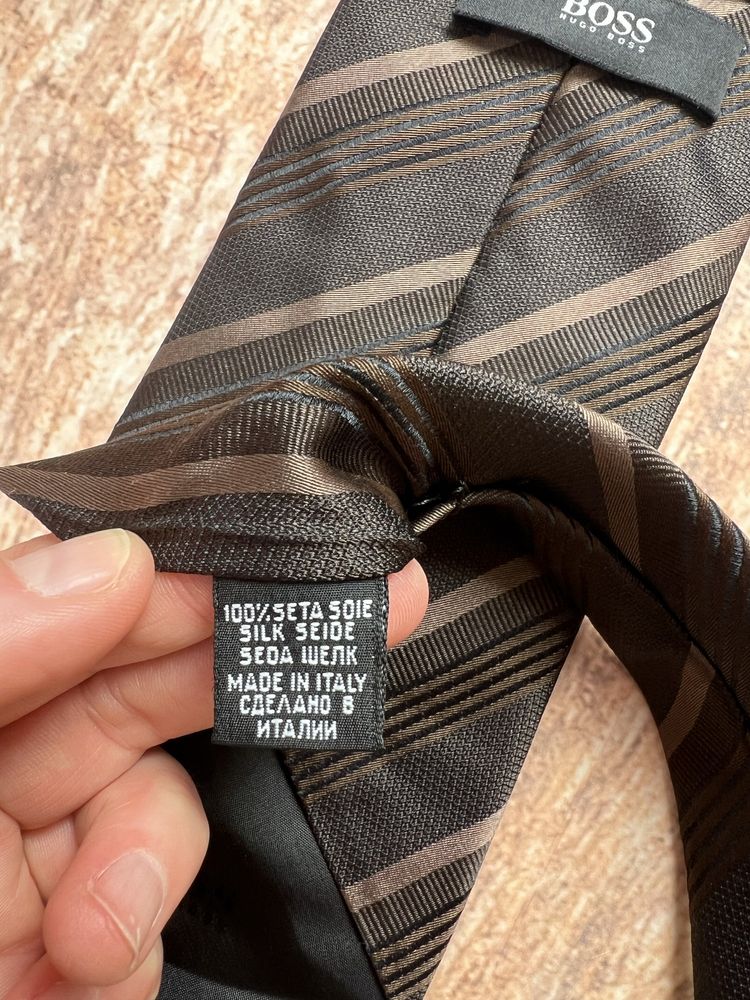 BOSS
HUGO BOSS
100% SETA SOIE
SILK SEIDE
SEDA ШЕЛК
MADE IN ITALY
СДЕЛАНО В
ИТАЛИИ